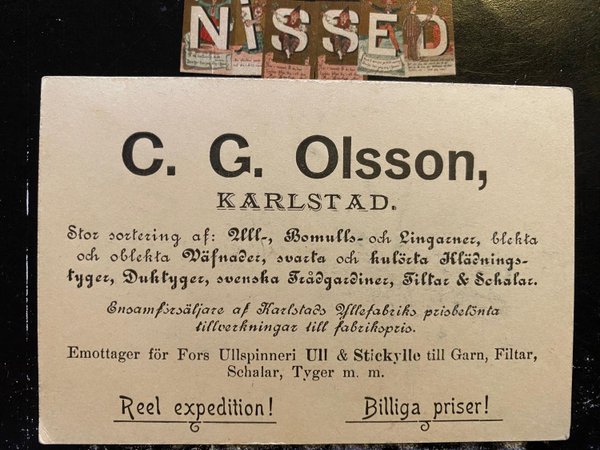 NISSED
C. G. Olsson,
KARLSTAD.
Stor sortering af: Ull-, Bomulls- och Lingarner, blekta
och oblekta Väfnader, svarta och kulörta Klädnings-
tyger, Duktyger, svenska Trådgardiner, Filtar & Schalar.
Ensamförsäljare af Karlstads Yllefabriks prisbelönta
tillverkningar till fabrikspris.
Emottager för Fors Ullspinneri Ull & Stickylle till Garn, Filtar,
Schalar, Tyger m. m.
Reel expedition! Billiga priser!